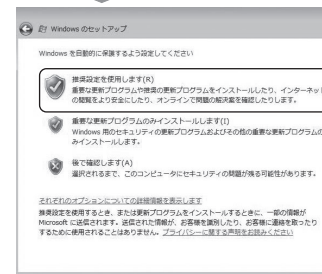 Windows のセットアップ
Windows を自動的に保護するよう設定してください
推奨設定を使用します(R)
重要な更新プログラムや推奨の更新プログラムをインストールしたり、インターネッ
の閲覧をより安全にしたり、オンラインで問題の解決案を確認したりします。
重要な更新プログラムのみインストールします(I)
Windows 用のセキュリティの更新プログラムおよびその他の重要な更新プログラムの
みインストールします。
後で確認します(A)
選択されるまで、このコンピュータにセキュリティの問題が残る可能性があります。
それぞれのオプションについての詳細情報を表示します
推奨設定を使用するとき、または更新プログラムをインストールするときに、一部の情報が
Microsoft に送信されます。送信された情報が、お客様を識別したり、お客様に連絡を取ったり
するために使用されることはありません。プライバシーに関する声明をお読みください